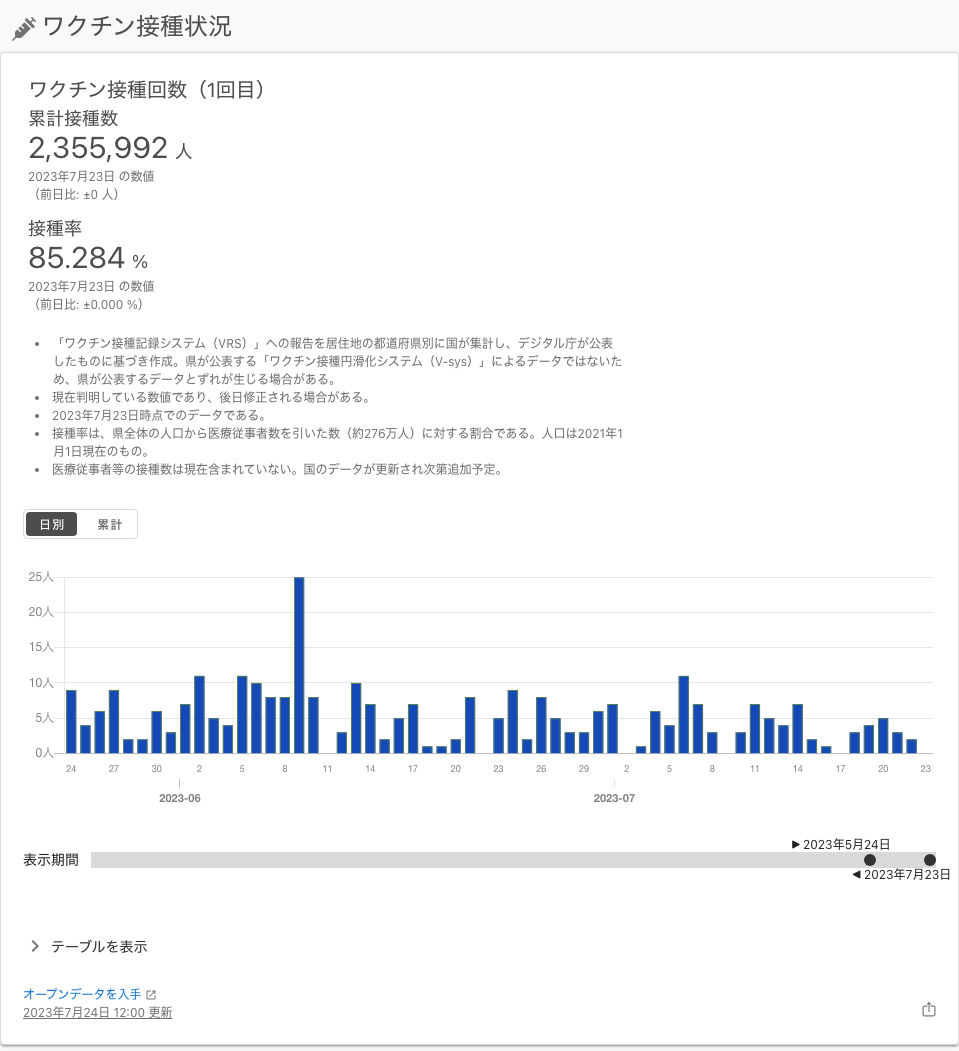 ワクチン接種状況
ワクチン接種回数（1回目）
累計接種数
2,355,992 人
2023年7月23日 の数値
（前日比: ±0 人）
接種率
85.284 %
2023年7月23日 の数値
（前日比: ±0.000 %）
• 「ワクチン接種記録システム（VRS）」への報告を居住地の都道府県別に国が集計し、デジタル庁が公表
したものに基づき作成。県が公表する「ワクチン接種円滑化システム（V-sys）」によるデータではないた
め、県が公表するデータとずれが生じる場合がある。
• 現在判明している数値であり、後日修正される場合がある。
• 2023年7月23日時点でのデータである。
• 接種率は、県全体の人口から医療従事者数を引いた数（約276万人）に対する割合である。人口は2021年1
月1日現在のもの。
• 医療従事者等の接種数は現在含まれていない。国のデータが更新され次第追加予定。
日別 累計
25人
20人
15人
10人
5人
0人
24 27 30 2 5 8 11 14 17 20 23 26 29 2 5 8 11 14 17 20 23
2023-06 2023-07
▶ 2023年5月24日
表示期間
◀ 2023年7月23日
テーブルを表示
オープンデータを入手
2023年7月24日 12:00 更新